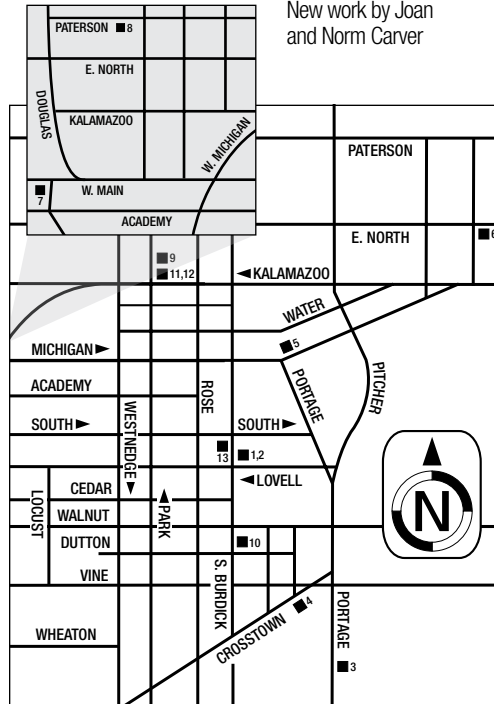 New work by Joan
and Norm Carver
PATERSON 8
E. NORTH
DOUGLAS
KALAMAZOO
W. MICHIGAN
7
W. MAIN
ACADEMY
PATERSON
E. NORTH
6
9
11,12
KALAMAZOO
WATER
MICHIGAN
5
PITCHER
ACADEMY
ROSE
PORTAGE
SOUTH
WESTNEDGE
SOUTH
13
1,2
LOVELL
N
LOCUST
CEDAR
PARK
WALNUT
DUTTON
10
VINE
S. BURDICK
CROSSTOWN
4
PORTAGE
WHEATON
3